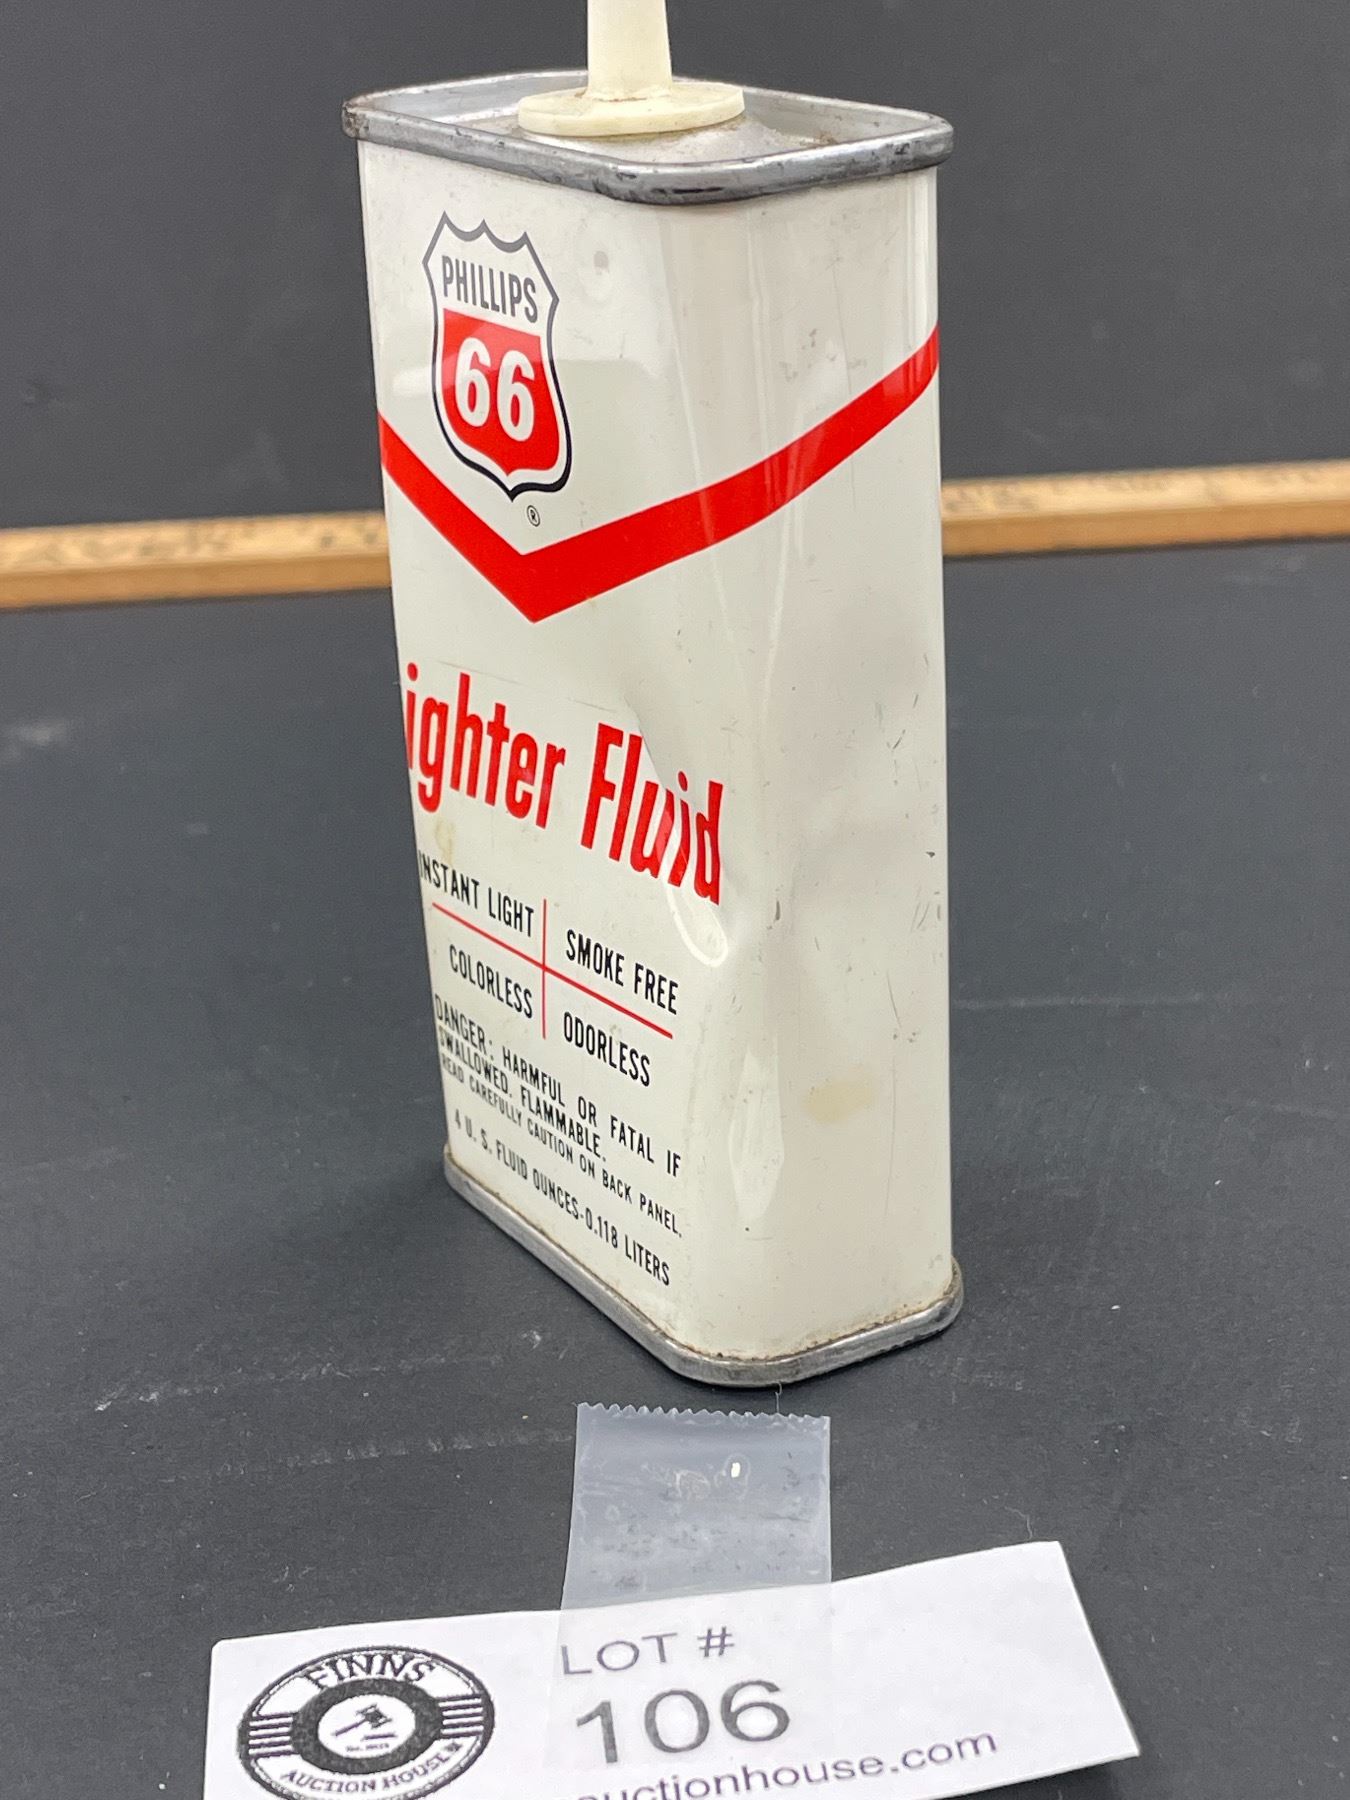 PHILLIPS
66
®
ighter Fluid
INSTANT LIGHT
SMOKE FREE
COLORLESS
ODORLESS
DANGER: HARMFUL OR FATAL IF
SWALLOWED. FLAMMABLE.
READ CAREFULLY CAUTION ON BACK PANEL.
4 U. S. FLUID OUNCES-0.118 LITERS
FINNS
AUCTION HOUSE
LOT #
106
auctionhouse.com